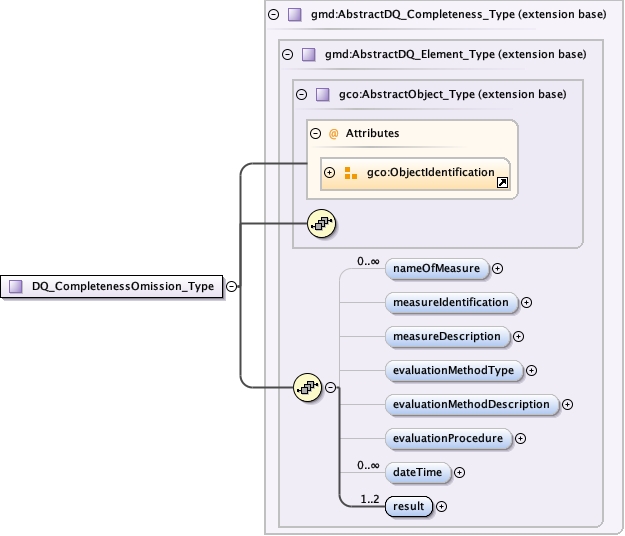 gmd:AbstractDQ_Completeness_Type (extension base)
gmd:AbstractDQ_Element_Type (extension base)
gco:AbstractObject_Type (extension base)
@ Attributes
gco:ObjectIdentification
DQ_CompletenessOmission_Type
0..∞
nameOfMeasure
measureIdentification
measureDescription
evaluationMethodType
evaluationMethodDescription
evaluationProcedure
0..∞
dateTime
1..2
result